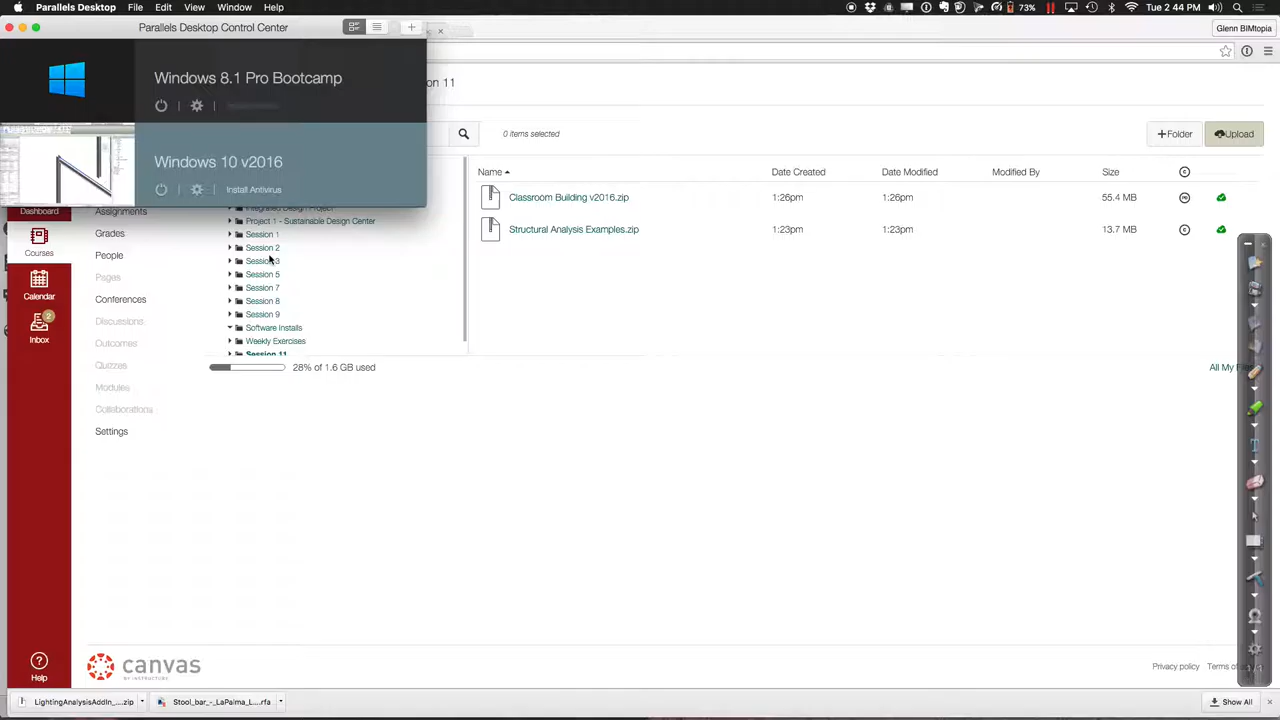 Parallels Desktop File Edit View Window Help 73% Tue 2:44 PM
Parallels Desktop Control Center
Glenn BIMtopia
Windows 8.1 Pro Bootcamp
on 11
0 items selected
+Folder
Upload
Windows 10 v2016
Install Antivirus
Name Date Created Date Modified Modified By Size
Classroom Building v2016.zip 1:26pm 1:26pm 55.4 MB
Structural Analysis Examples.zip 1:23pm 1:23pm 13.7 MB
Dashboard
Courses
Calendar
2
Inbox
Help
Assignments
Grades
People
Pages
Conferences
Discussions
Outcomes
Quizzes
Modules
Collaborations
Settings
Integrated Design Project
Project 1 - Sustainable Design Center
Session 1
Session 2
Session 3
Session 5
Session 7
Session 8
Session 9
Software Installs
Weekly Exercises
Session 11
28% of 1.6 GB used
All My
canvas
BY INSTRUCTURE
Privacy policy Terms of
LightingAnalysisAddIn_....zip
Stool_bar_-_LaPalma_L....rfa
Show All